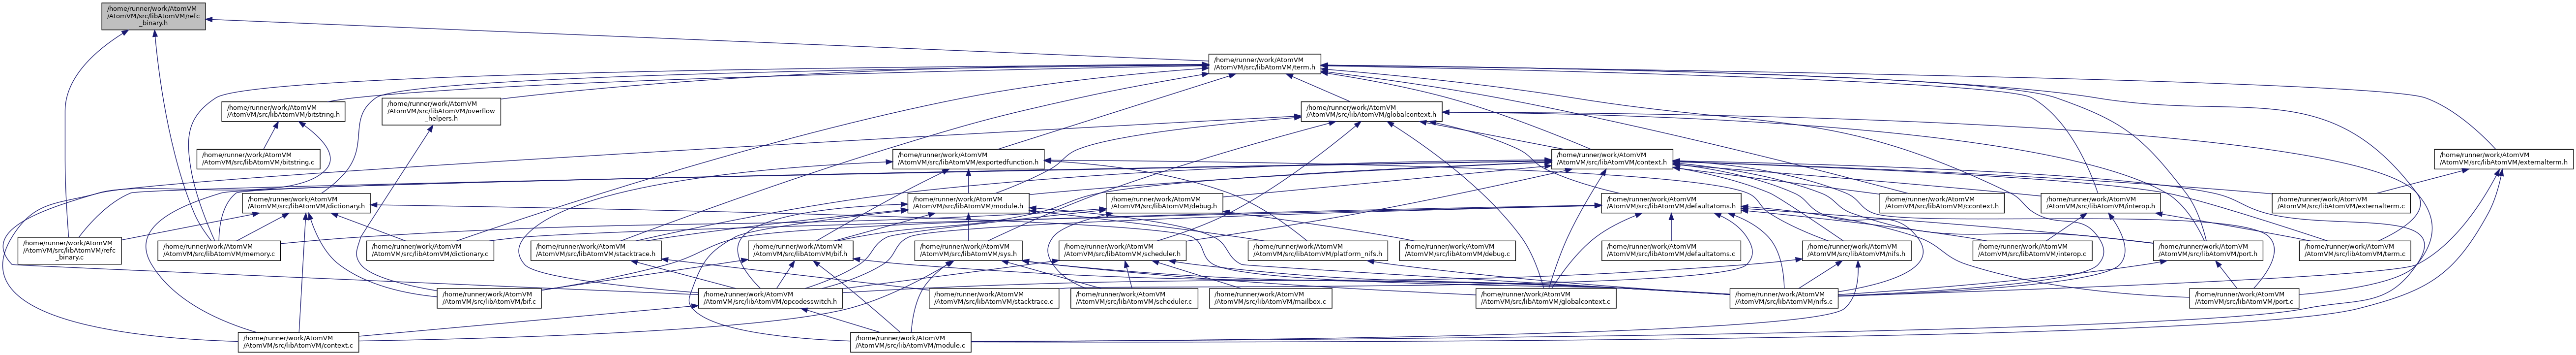 /home/runner/work/AtomVM
/AtomVM/src/libAtomVM/refc
_binary.h
/home/runner/work/AtomVM
/AtomVM/src/libAtomVM/term.h
/home/runner/work/AtomVM
/AtomVM/src/libAtomVM/bitstring.h
/home/runner/work/AtomVM
/AtomVM/src/libAtomVM/overflow
_helpers.h
/home/runner/work/AtomVM
/AtomVM/src/libAtomVM/globalcontext.h
/home/runner/work/AtomVM
/AtomVM/src/libAtomVM/bitstring.c
/home/runner/work/AtomVM
/AtomVM/src/libAtomVM/exportedfunction.h
/home/runner/work/AtomVM
/AtomVM/src/libAtomVM/context.h
/home/runner/work/AtomVM
/AtomVM/src/libAtomVM/externalterm.h
/home/runner/work/AtomVM
/AtomVM/src/libAtomVM/dictionary.h
/home/runner/work/AtomVM
/AtomVM/src/libAtomVM/module.h
/home/runner/work/AtomVM
/AtomVM/src/libAtomVM/debug.h
/home/runner/work/AtomVM
/AtomVM/src/libAtomVM/defaultatoms.h
/home/runner/work/AtomVM
/AtomVM/src/libAtomVM/ccontext.h
/home/runner/work/AtomVM
/AtomVM/src/libAtomVM/interop.h
/home/runner/work/AtomVM
/AtomVM/src/libAtomVM/externalterm.c
/home/runner/work/AtomVM
/AtomVM/src/libAtomVM/refc
_binary.c
/home/runner/work/AtomVM
/AtomVM/src/libAtomVM/memory.c
/home/runner/work/AtomVM
/AtomVM/src/libAtomVM/dictionary.c
/home/runner/work/AtomVM
/AtomVM/src/libAtomVM/stacktrace.h
/home/runner/work/AtomVM
/AtomVM/src/libAtomVM/bif.h
/home/runner/work/AtomVM
/AtomVM/src/libAtomVM/sys.h
/home/runner/work/AtomVM
/AtomVM/src/libAtomVM/scheduler.h
/home/runner/work/AtomVM
/AtomVM/src/libAtomVM/platform_nifs.h
/home/runner/work/AtomVM
/AtomVM/src/libAtomVM/debug.c
/home/runner/work/AtomVM
/AtomVM/src/libAtomVM/defaultatoms.c
/home/runner/work/AtomVM
/AtomVM/src/libAtomVM/nifs.h
/home/runner/work/AtomVM
/AtomVM/src/libAtomVM/interop.c
/home/runner/work/AtomVM
/AtomVM/src/libAtomVM/port.h
/home/runner/work/AtomVM
/AtomVM/src/libAtomVM/term.c
/home/runner/work/AtomVM
/AtomVM/src/libAtomVM/bif.c
/home/runner/work/AtomVM
/AtomVM/src/libAtomVM/opcodesswitch.h
/home/runner/work/AtomVM
/AtomVM/src/libAtomVM/stacktrace.c
/home/runner/work/AtomVM
/AtomVM/src/libAtomVM/scheduler.c
/home/runner/work/AtomVM
/AtomVM/src/libAtomVM/mailbox.c
/home/runner/work/AtomVM
/AtomVM/src/libAtomVM/globalcontext.c
/home/runner/work/AtomVM
/AtomVM/src/libAtomVM/nifs.c
/home/runner/work/AtomVM
/AtomVM/src/libAtomVM/port.c
/home/runner/work/AtomVM
/AtomVM/src/libAtomVM/context.c
/home/runner/work/AtomVM
/AtomVM/src/libAtomVM/module.c